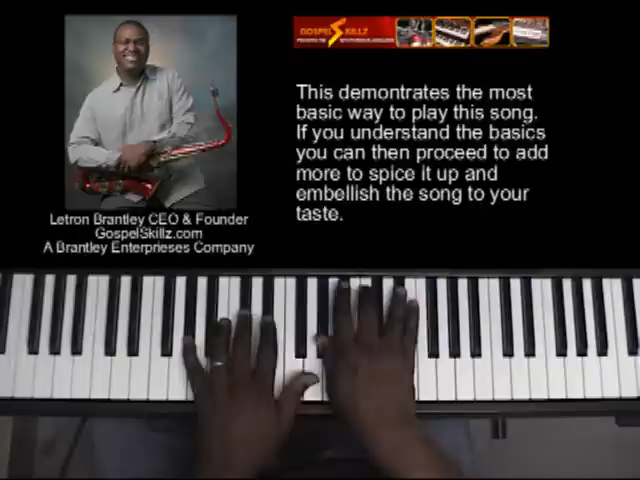 GOSPEL SKILLZ
This demontrates the most
basic way to play this song.
If you understand the basics
you can then proceed to add
more to spice it up and
embellish the song to your
taste.
Letron Brantley CEO & Founder
GospelSkillz.com
A Brantley Enterprieses Company